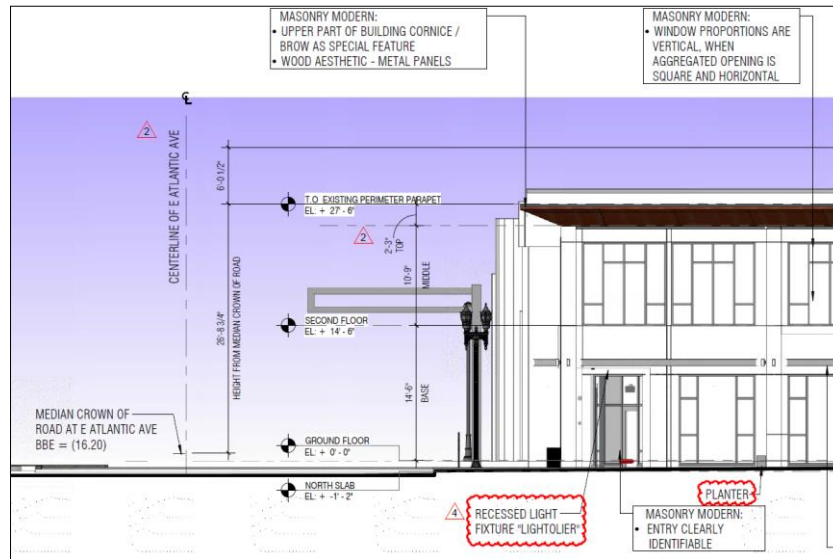 MASONRY MODERN:
• UPPER PART OF BUILDING CORNICE /
BROW AS SPECIAL FEATURE
• WOOD AESTHETIC - METAL PANELS
MASONRY MODERN:
• WINDOW PROPORTIONS ARE
VERTICAL, WHEN
AGGREGATED OPENING IS
SQUARE AND HORIZONTAL
2
CENTERLINE OF E ATLANTIC AVE
6'-0 1/2"
T.O EXISTING PERIMETER PARAPET
EL: + 27'- 6"
2
2'-3"
TOP
10'-9"
MIDDLE
26'-8 3/4"
HEIGHT FROM MEDIAN CROWN OF ROAD
SECOND FLOOR
EL: + 14'- 6"
14'-6"
BASE
MEDIAN CROWN OF
ROAD AT E ATLANTIC AVE
BBE = (16.20)
GROUND FLOOR
EL: + 0'- 0"
NORTH SLAB
EL: + -1'- 2"
4
RECESSED LIGHT
FIXTURE "LIGHTOLIER"
PLANTER
MASONRY MODERN:
• ENTRY CLEARLY
IDENTIFIABLE